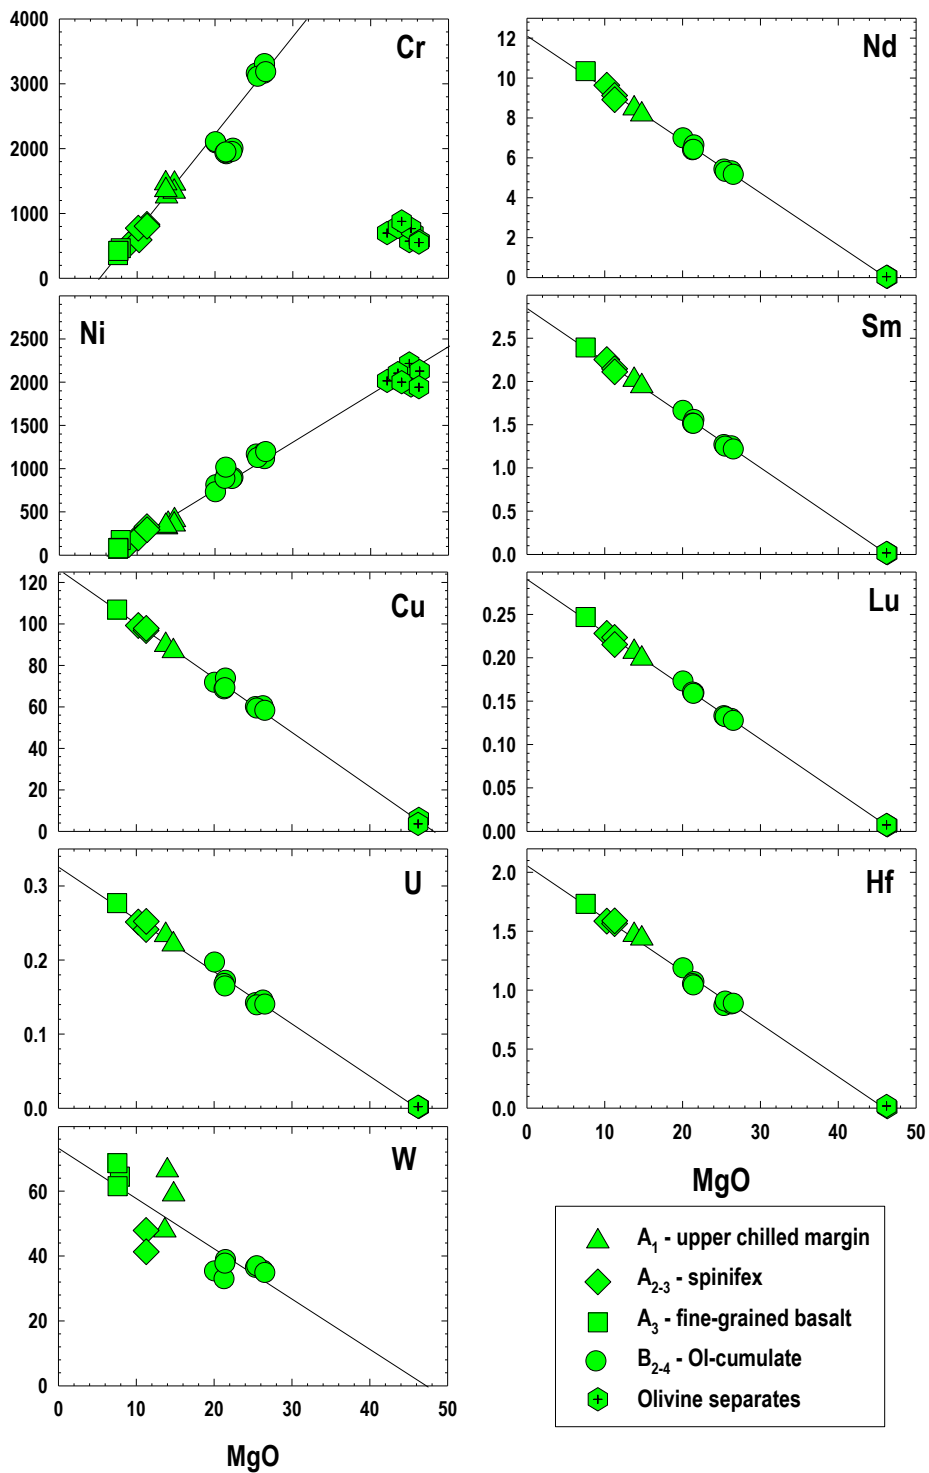 4000
3000
2000
1000
0
Cr
12
10
8
6
4
2
0
Nd
2500
2000
1500
1000
500
0
Ni
2.5
2.0
1.5
1.0
0.5
0.0
Sm
120
100
80
60
40
20
0
Cu
0.25
0.20
0.15
0.10
0.05
0.00
Lu
0.3
0.2
0.1
0.0
U
2.0
1.5
1.0
0.5
0.0
Hf
0 10 20 30 40 50
MgO
60
40
20
0
W
0 10 20 30 40 50
MgO
A1 - upper chilled margin
A2-3 - spinifex
A3 - fine-grained basalt
B2-4 - Ol-cumulate
Olivine separates